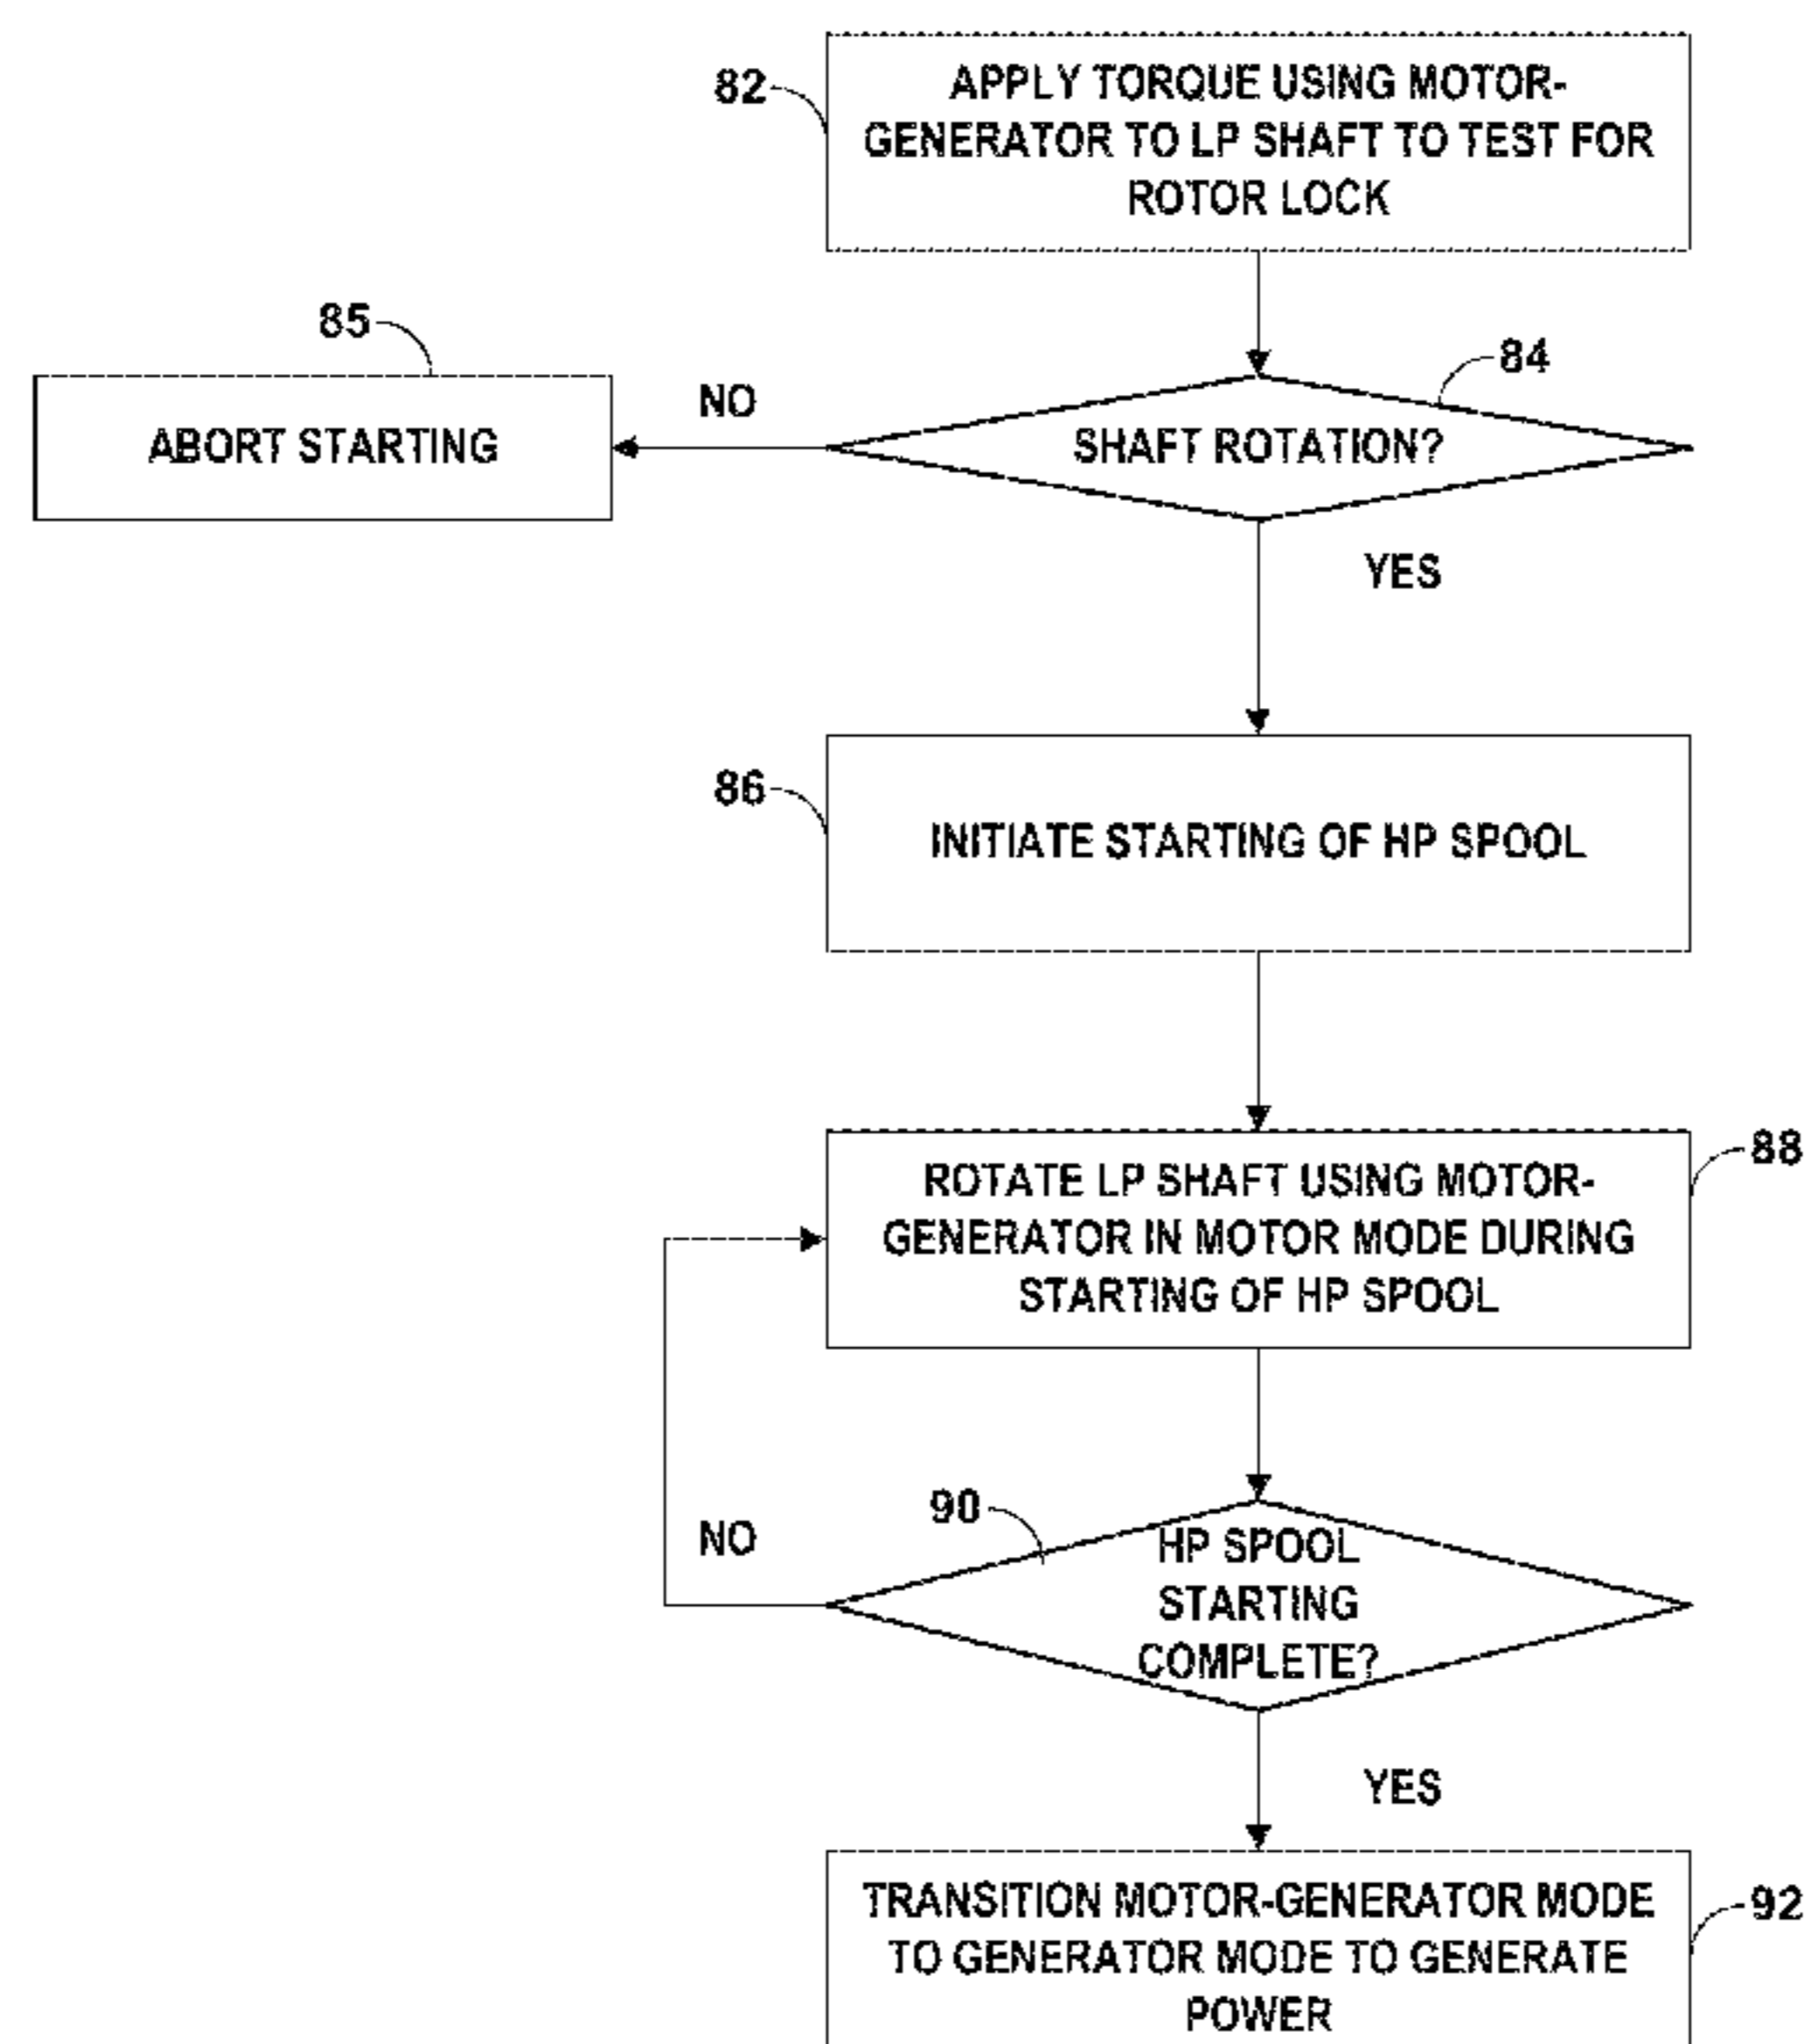 82
APPLY TORQUE USING MOTOR-
GENERATOR TO LP SHAFT TO TEST FOR
ROTOR LOCK
85
84
NO
ABORT STARTING
SHAFT ROTATION?
YES
86
INITIATE STARTING OF HP SPOOL
88
ROTATE LP SHAFT USING MOTOR-
GENERATOR IN MOTOR MODE DURING
STARTING OF HP SPOOL
90
NO
HP SPOOL
STARTING
COMPLETE?
YES
TRANSITION MOTOR-GENERATOR MODE
TO GENERATOR MODE TO GENERATE
POWER
92